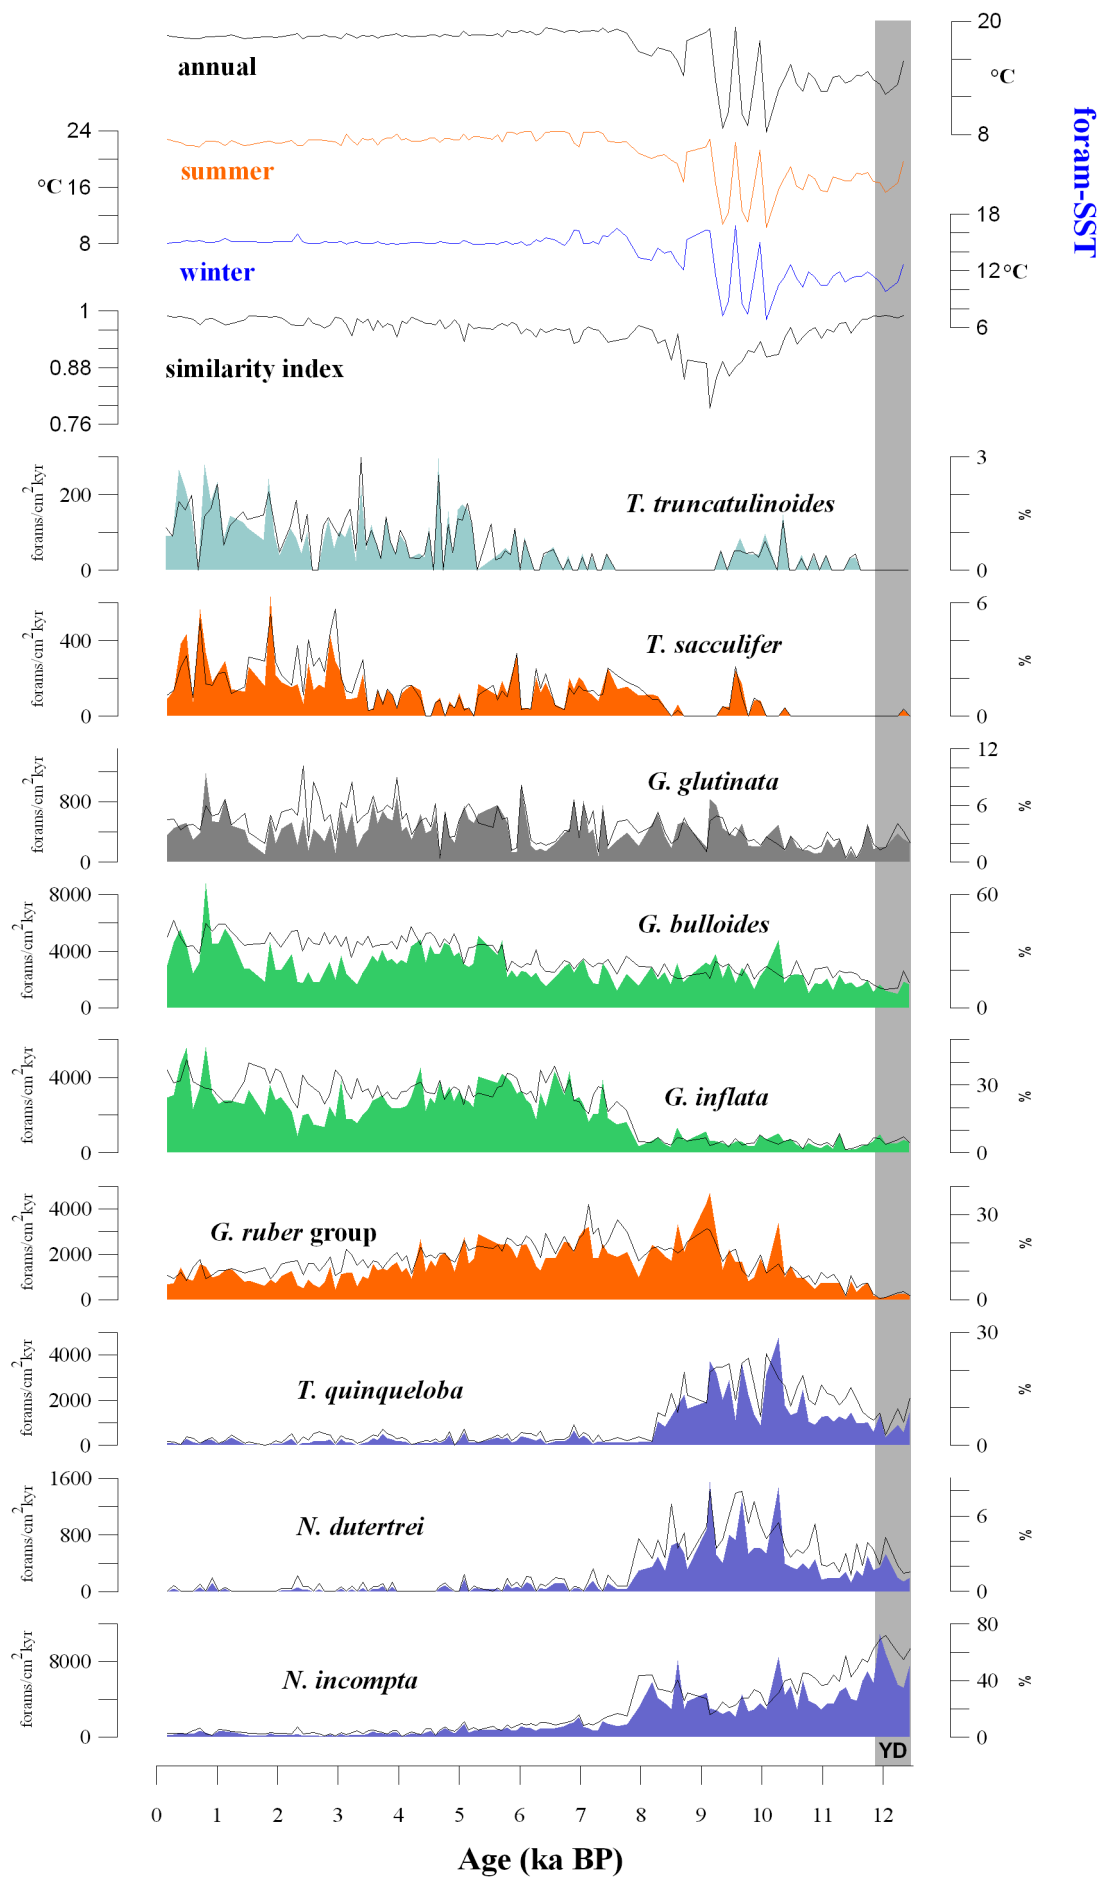 20
annual
°C
8
foram-SST
24
summer
°C 16
8
18
winter
12 °C
6
1
similarity index
0.88
0.76
forams/cm²kyr
200
0
T. truncatulinoides
3
%
0
forams/cm²kyr
400
0
T. sacculifer
6
%
0
forams/cm²kyr
800
0
G. glutinata
12
6
%
0
forams/cm²kyr
8000
4000
0
G. bulloides
60
%
0
forams/cm²kyr
4000
0
G. inflata
30
%
0
forams/cm²kyr
4000
2000
0
G. ruber group
30
%
0
forams/cm²kyr
4000
2000
0
T. quinqueloba
30
%
0
forams/cm²kyr
1600
800
0
N. dutertrei
6
%
0
forams/cm²kyr
8000
0
N. incompta
80
40
%
0
YD
0 1 2 3 4 5 6 7 8 9 10 11 12
Age (ka BP)